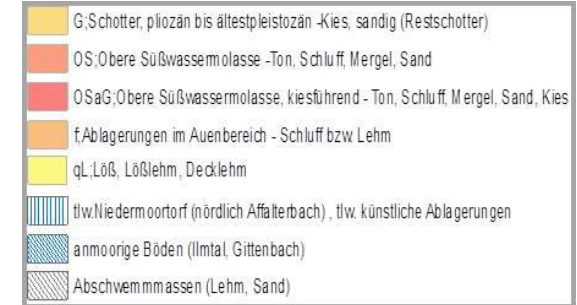 G;Schotter, pliozän bis ältestpleistozän -Kies, sandig (Restschotter)
OS;Obere Süßwassermolasse -Ton, Schluff, Mergel, Sand
OSaG;Obere Süßwassermolasse, kiesführend - Ton, Schluff, Mergel, Sand, Kies
f,Ablagerungen im Auenbereich - Schluff bzw. Lehm
qL;Löß, Lößlehm, Decklehm
tlw.Niedermoortorf (nördlich Affalterbach) , tlw. künstliche Ablagerungen
anmoorige Böden (Ilmtal, Gittenbach)
Abschwemmmassen (Lehm, Sand)